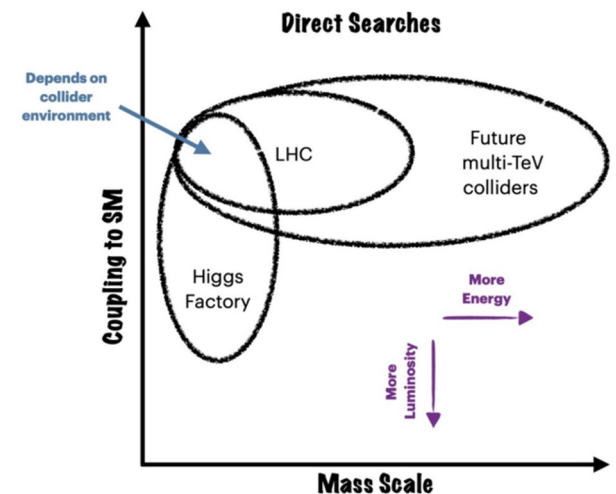 Direct Searches
Depends on
collider
environment
LHC
Future
multi-TeV
colliders
Coupling to SM
Higgs
Factory
More
Energy
More
Luminosity
Mass Scale